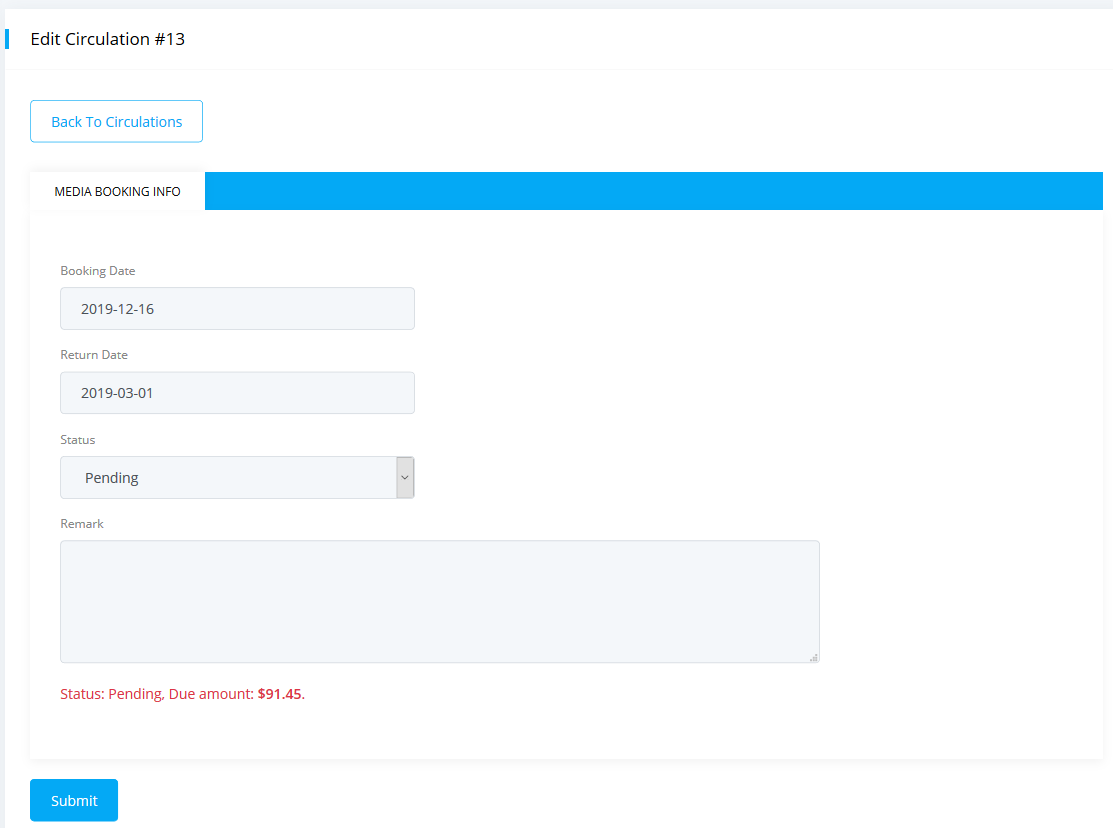 Edit Circulation #13
Back To Circulations
MEDIA BOOKING INFO
Booking Date
2019-12-16
Return Date
2019-03-01
Status
Pending
Remark
Status: Pending, Due amount: $91.45.
Submit